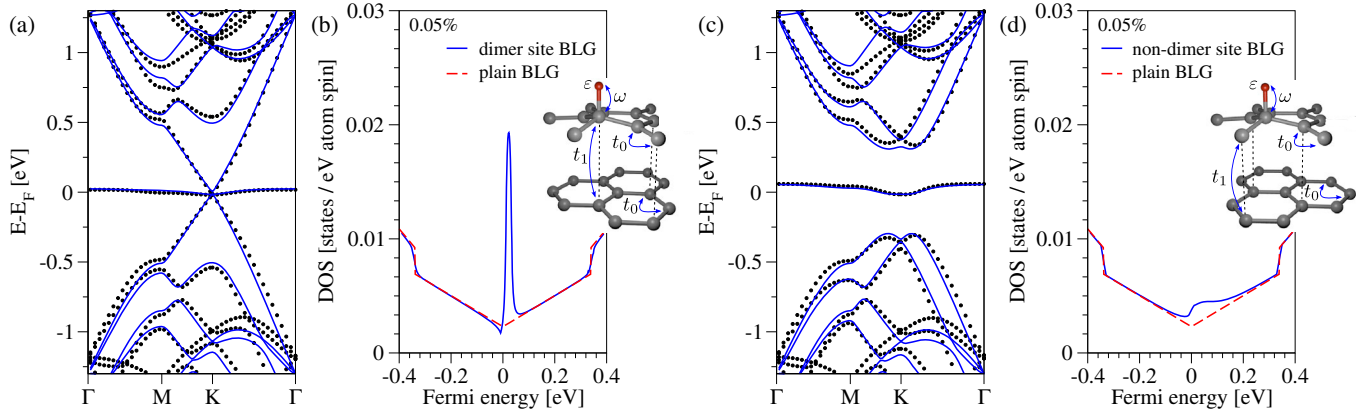 (a)
E-E_F [eV]
1
0.5
0
-0.5
-1
Γ M K Γ
(b)
DOS [states / eV atom spin]
0.03
0.02
0.01
0
0.05%
dimer site BLG
plain BLG
ε
ω
t_0
t_1
t_0
-0.4 -0.2 0 0.2 0.4
Fermi energy [eV]
(c)
E-E_F [eV]
1
0.5
0
-0.5
-1
Γ M K Γ
(d)
DOS [states / eV atom spin]
0.03
0.02
0.01
0
0.05%
non-dimer site BLG
plain BLG
ε
ω
t_0
t_1
t_0
-0.4 -0.2 0 0.2 0.4
Fermi energy [eV]